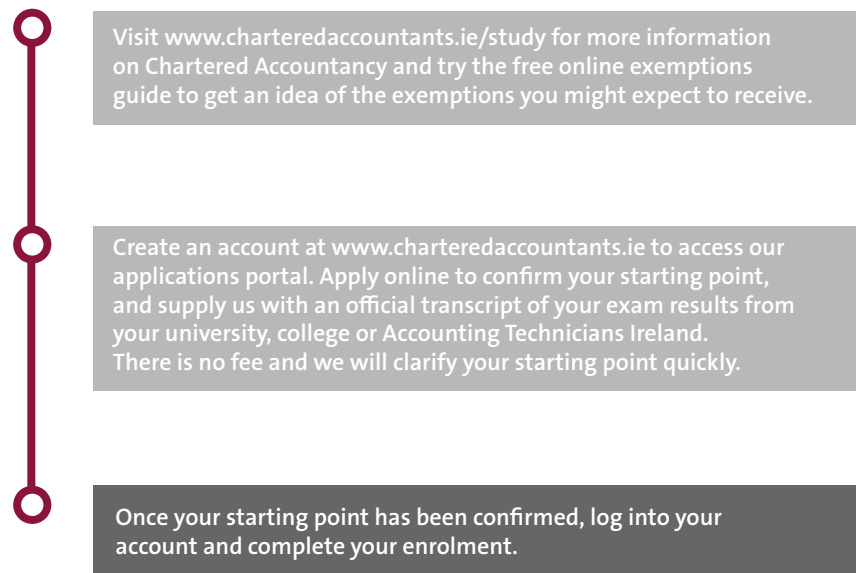 Visit www.charteredaccountants.ie/study for more information
on Chartered Accountancy and try the free online exemptions
guide to get an idea of the exemptions you might expect to receive.
Create an account at www.charteredaccountants.ie to access our
applications portal. Apply online to confirm your starting point,
and supply us with an official transcript of your exam results from
your university, college or Accounting Technicians Ireland.
There is no fee and we will clarify your starting point quickly.
Once your starting point has been confirmed, log into your
account and complete your enrolment.